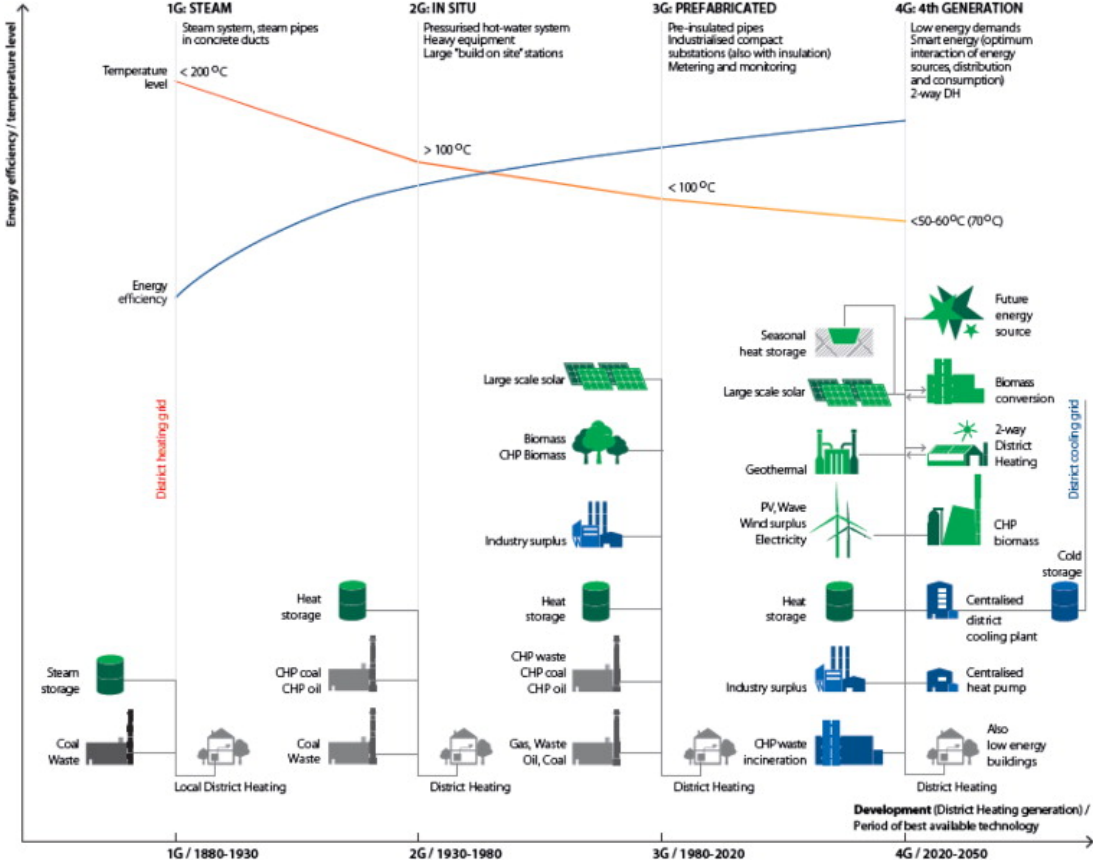 Energy efficiency / temperature level
1G: STEAM
Steam system, steam pipes
in concrete ducts
2G: IN SITU
Pressurised hot-water system
Heavy equipment
Large "build on site" stations
3G: PREFABRICATED
Pre-insulated pipes
Industrialised compact
substations (also with insulation)
Metering and monitoring
4G: 4th GENERATION
Low energy demands
Smart energy (optimum
interaction of energy
sources, distribution
and consumption)
2-way DH
Temperature
level
< 200 °C
> 100 °C
< 100 °C
<50-60°C (70°C)
Energy
efficiency
District heating grid
Steam
storage
Coal
Waste
Local District Heating
Heat
storage
CHP coal
CHP oil
Coal
Waste
District Heating
Large scale solar
Biomass
CHP Biomass
Industry surplus
Heat
storage
CHP waste
CHP coal
CHP oil
Gas, Waste
Oil, Coal
District Heating
Seasonal
heat storage
Large scale solar
Geothermal
PV, Wave
Wind surplus
Electricity
Heat
storage
Industry surplus
CHP waste
incineration
Future
energy
source
Biomass
conversion
2-way
District
Heating
CHP
biomass
Centralised
district
cooling plant
Centralised
heat pump
Also
low energy
buildings
District Heating
District cooling grid
Cold
storage
Development (District Heating generation) /
Period of best available technology
1G / 1880-1930
2G / 1930-1980
3G / 1980-2020
4G / 2020-2050